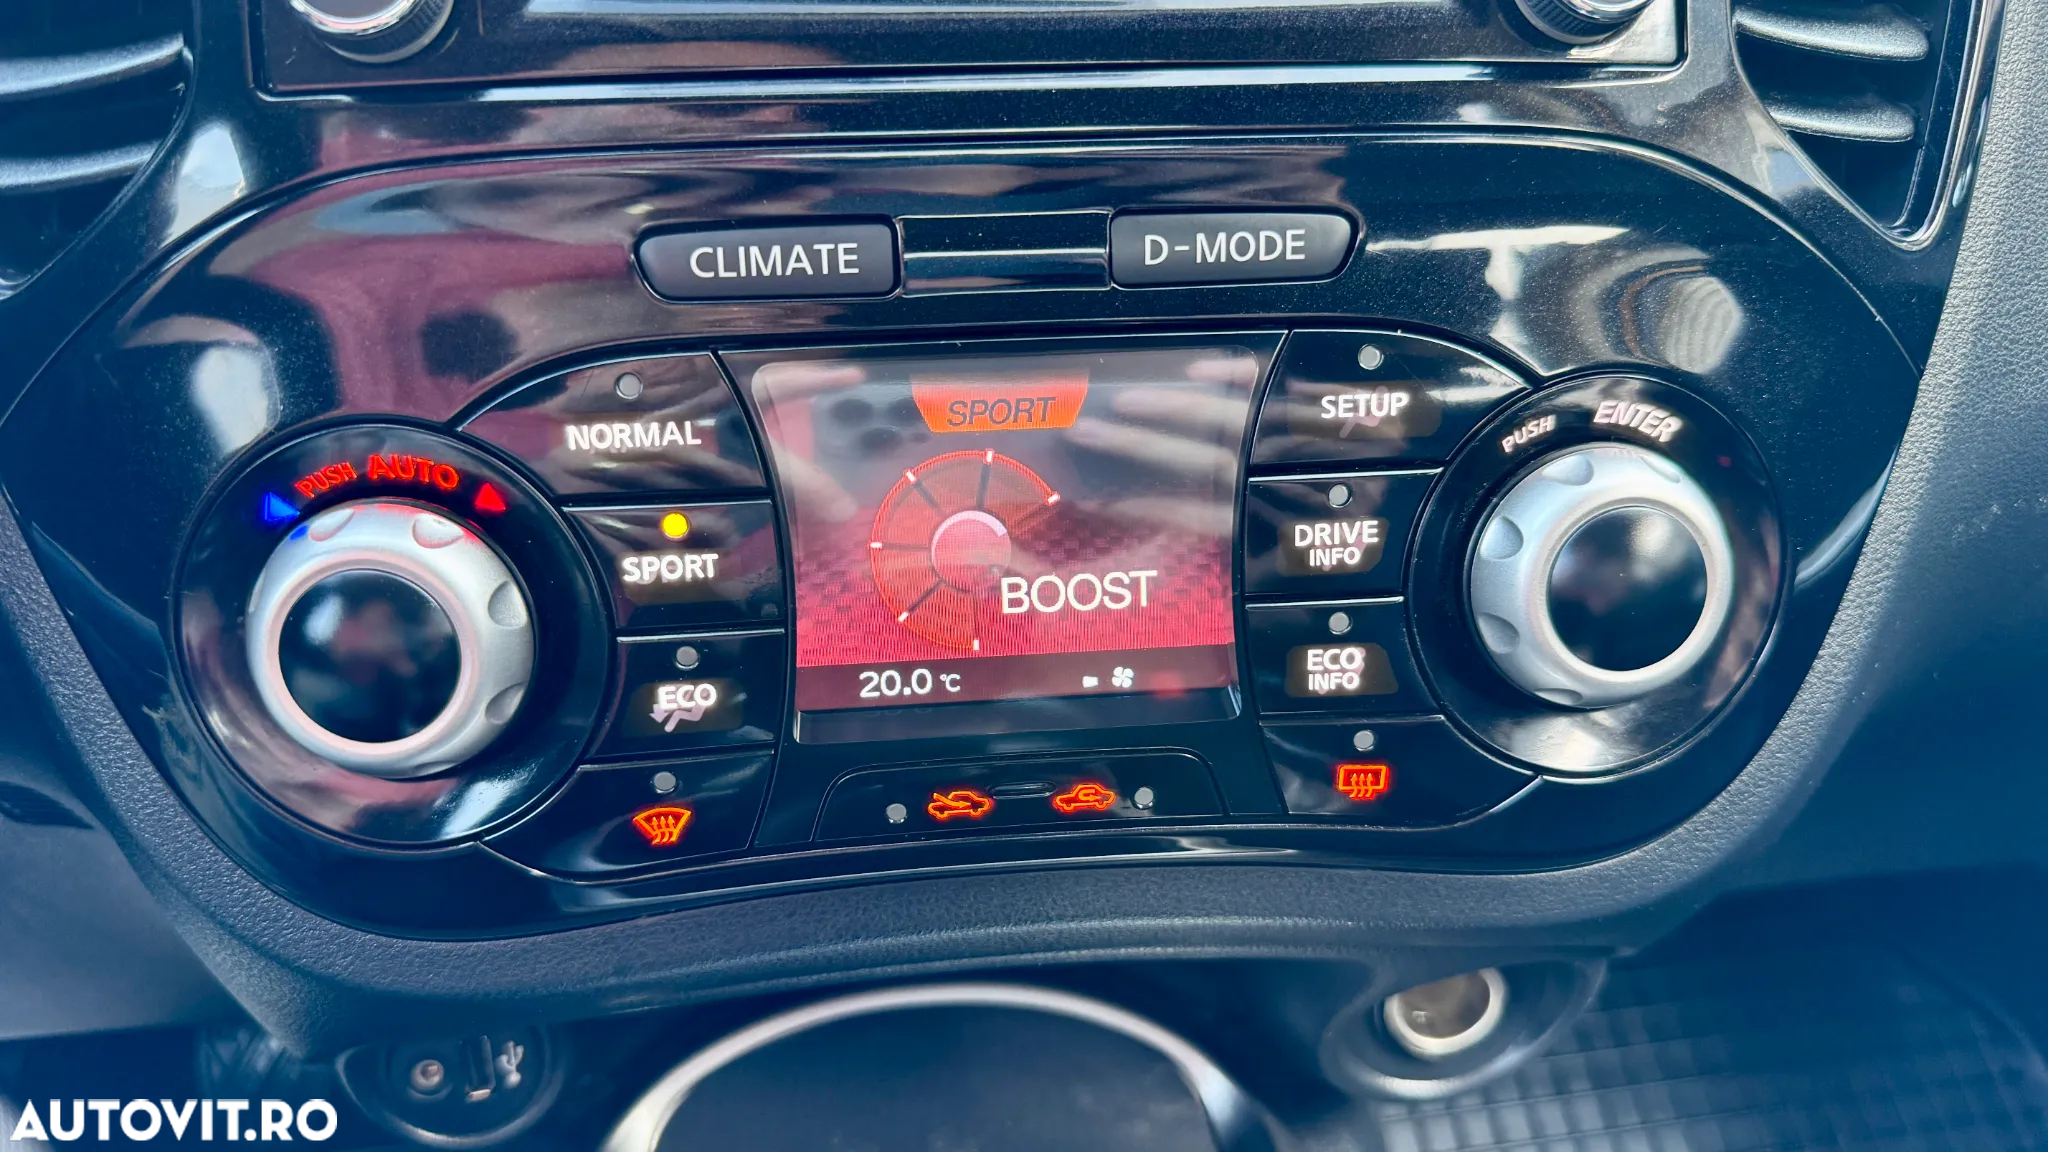 CLIMATE
D-MODE
NORMAL
SPORT
SETUP
PUSH ENTER
PUSH AUTO
SPORT
DRIVE
INFO
BOOST
ECO
ECO
INFO
20.0 °C
AUTOVIT.RO